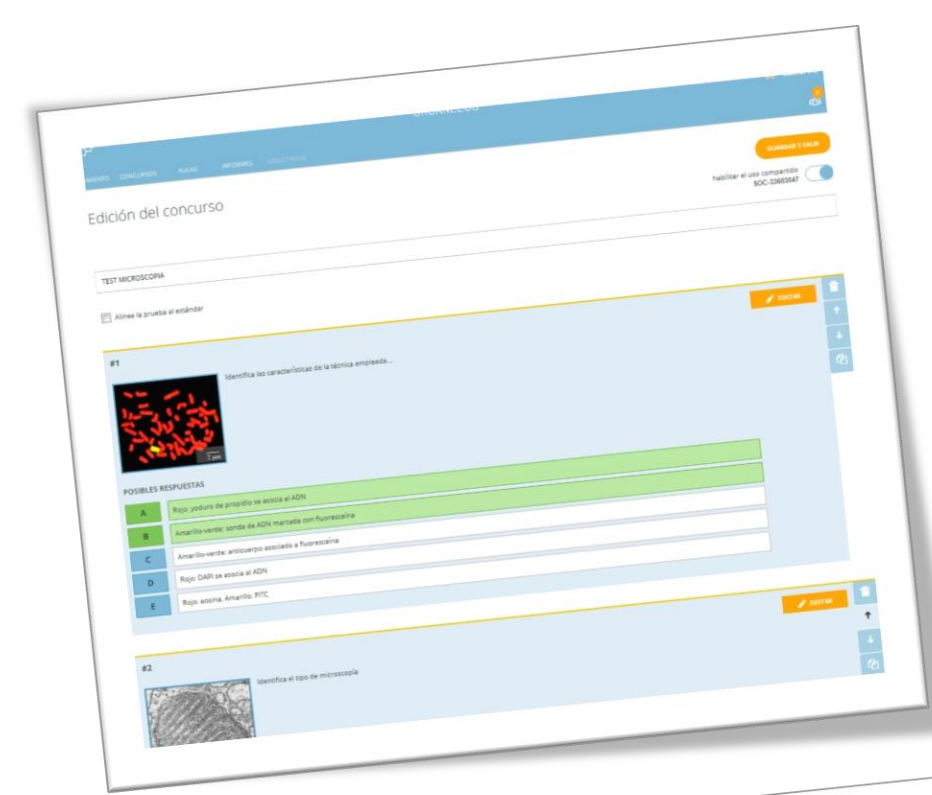 CONCURSOS AULAS INFORMES RESULTADOS
GUARDAR Y SALIR
Edición del concurso
habilitar el uso compartido
SOC-33603047
TEST MICROSCOPIA
Alinee la prueba al estándar
#1
EDITAR
Identifica las características de la técnica empleada...
POSIBLES RESPUESTAS
A Rojo: yoduro de propidio se asocia al ADN
B Amarillo-verde: sonda de ADN marcada con fluoresceína
C Amarillo-verde: anticuerpo asociado a fluoresceína
D Rojo: DAPI se asocia al ADN
E Rojo: eosina. Amarillo: FITC
#2
EDITAR
Identifica el tipo de microscopía